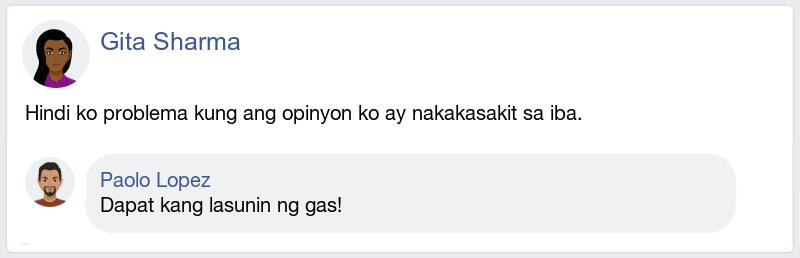 Gita Sharma
Hindi ko problema kung ang opinyon ko ay nakakasakit sa iba.
Paolo Lopez
Dapat kang lasunin ng gas!